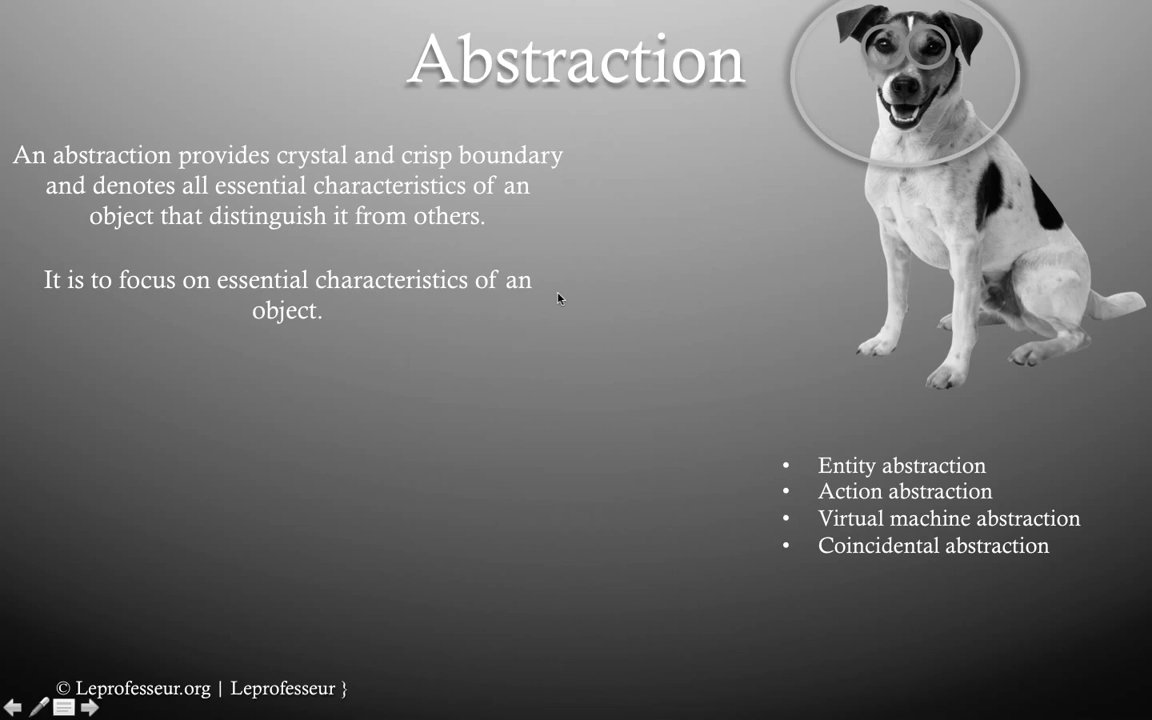 Abstraction
An abstraction provides crystal and crisp boundary
and denotes all essential characteristics of an
object that distinguish it from others.
It is to focus on essential characteristics of an
object.
• Entity abstraction
• Action abstraction
• Virtual machine abstraction
• Coincidental abstraction
© Leprofesseur.org | Leprofesseur }